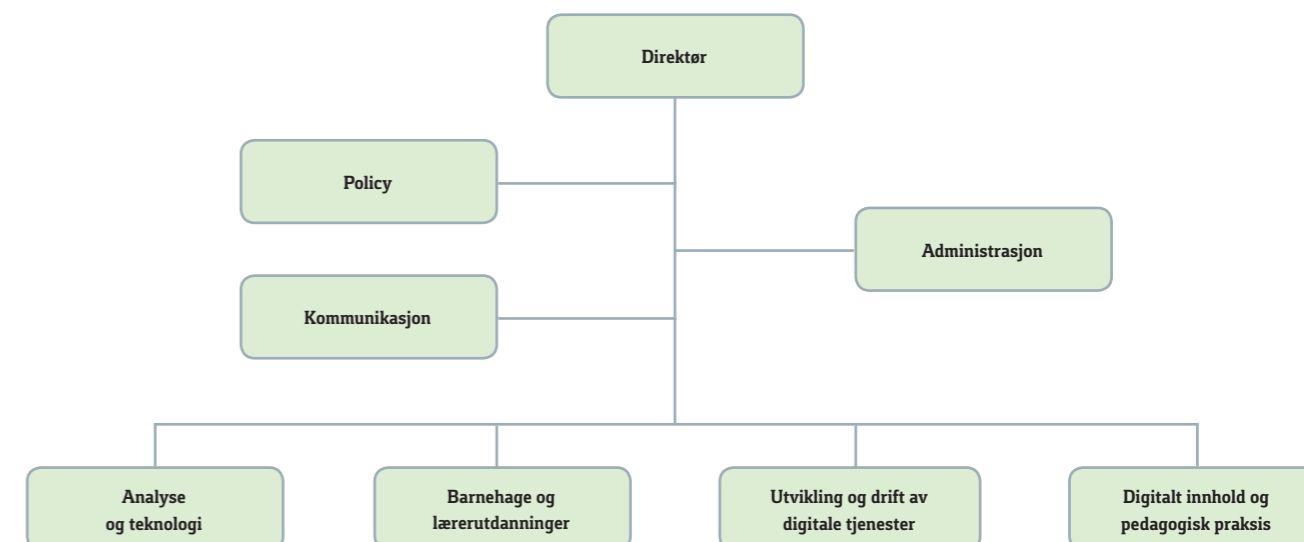 Direktør
Policy
Administrasjon
Kommunikasjon
Analyse
og teknologi
Barnehage og
lærerutdanninger
Utvikling og drift av
digitale tjenester
Digitalt innhold og
pedagogisk praksis